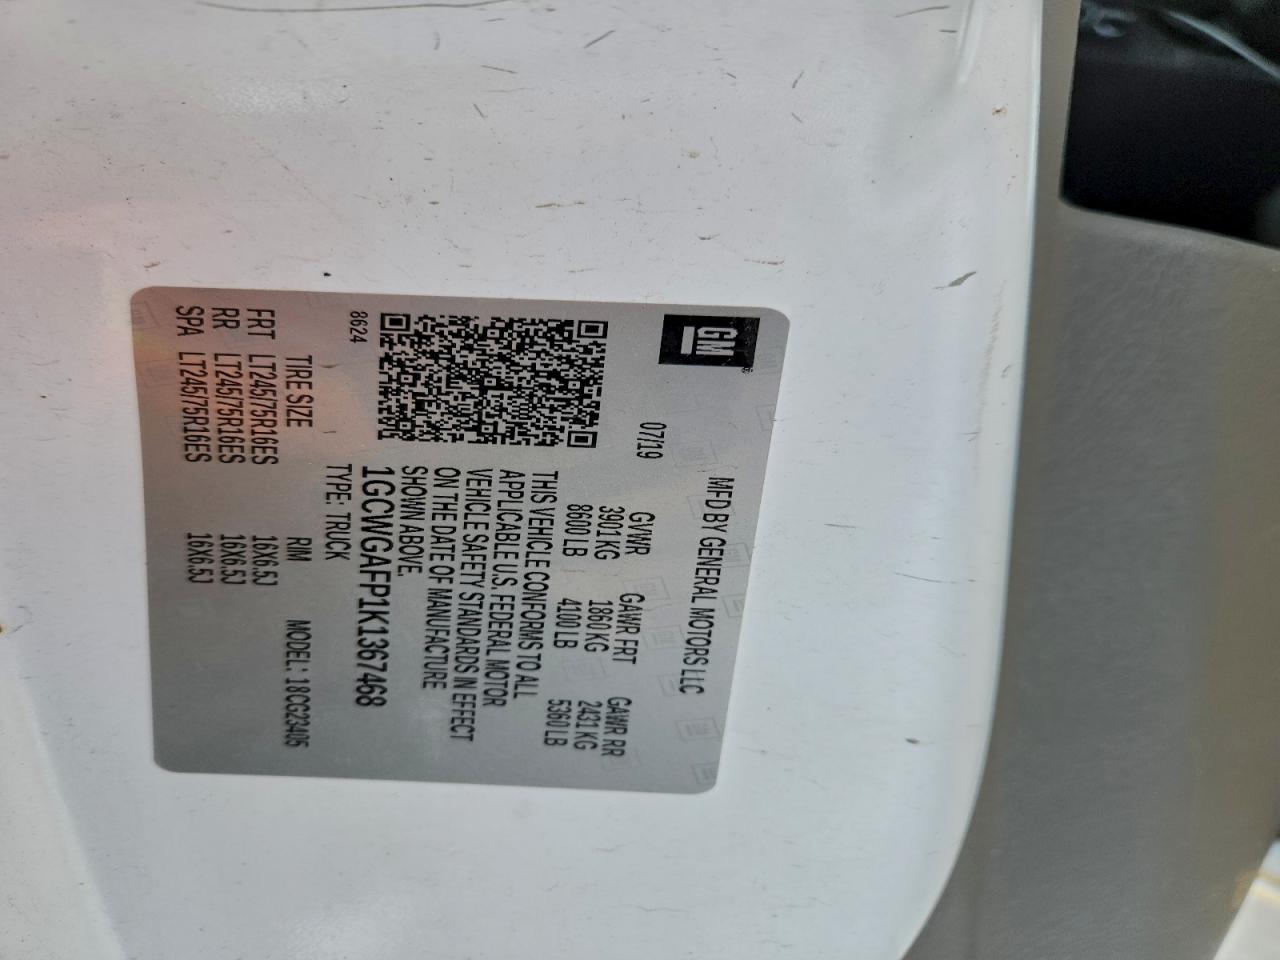 GM
MFD BY GENERAL MOTORS LLC
07/19
GVWR GAWR FRT GAWR RR
3901 KG 1860 KG 2431 KG
8600 LB 4100 LB 5360 LB
THIS VEHICLE CONFORMS TO ALL
APPLICABLE U.S. FEDERAL MOTOR
VEHICLE SAFETY STANDARDS IN EFFECT
ON THE DATE OF MANUFACTURE
SHOWN ABOVE.
1GCWGAFP1K1367468
8624
TYPE: TRUCK
TIRE SIZE RIM MODEL: 18CG23405
FRT LT245/75R16ES 16X6.5J
RR LT245/75R16ES 16X6.5J
SPA LT245/75R16ES 16X6.5J